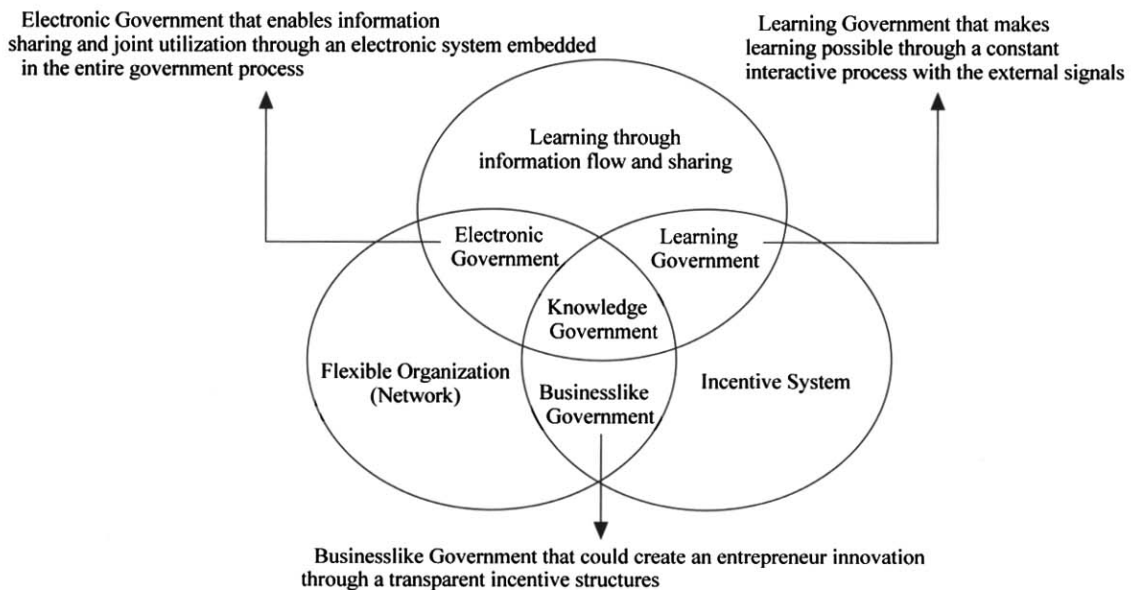 Electronic Government that enables information
sharing and joint utilization through an electronic system embedded
in the entire government process
Learning Government that makes
learning possible through a constant
interactive process with the external signals
Learning through
information flow and sharing
Electronic
Government
Learning
Government
Knowledge
Government
Flexible Organization
(Network)
Businesslike
Government
Incentive System
Businesslike Government that could create an entrepreneur innovation
through a transparent incentive structures